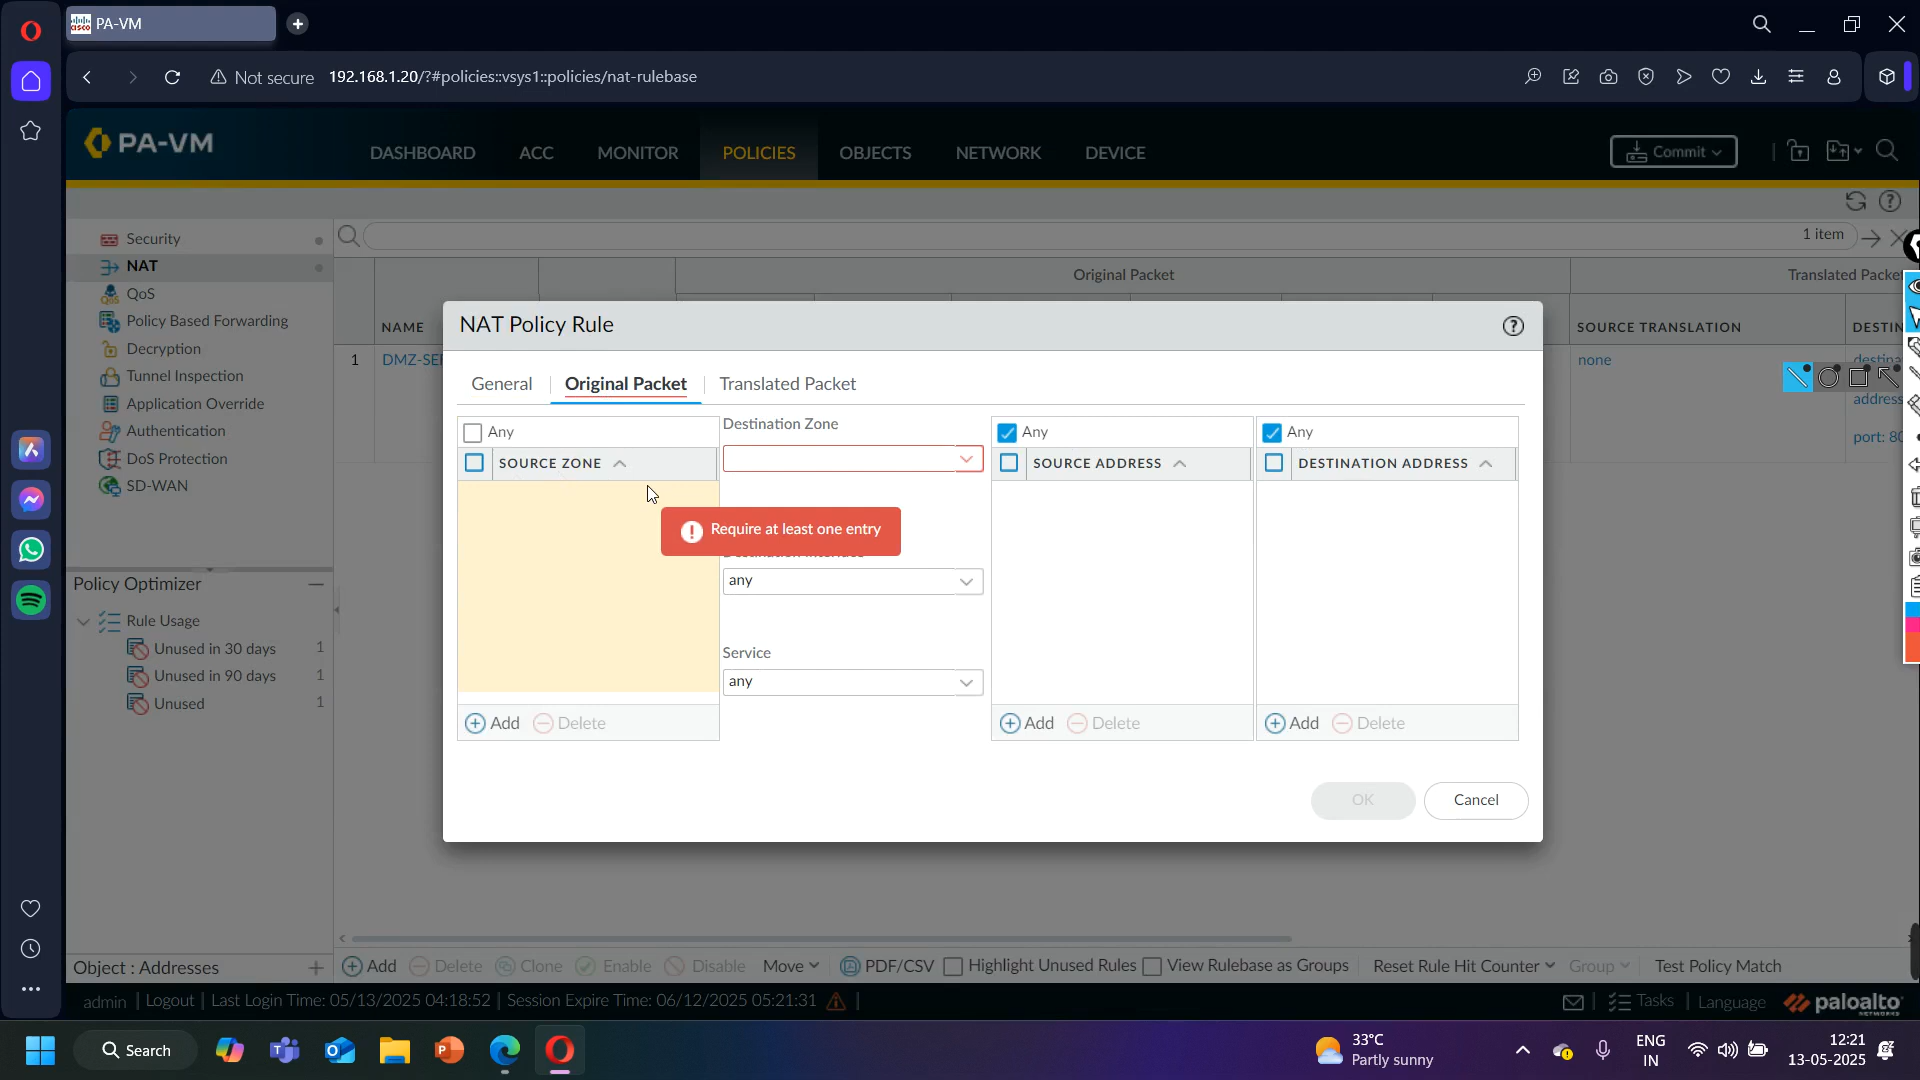 PA-VM
Not secure 192.168.1.20/?#policies::vsys1::policies/nat-rulebase
PA-VM
DASHBOARD ACC MONITOR POLICIES OBJECTS NETWORK DEVICE
Commit
Security
NAT
QoS
Policy Based Forwarding
Decryption
Tunnel Inspection
Application Override
Authentication
DoS Protection
SD-WAN
1 item
Original Packet
NAME
SOURCE TRANSLATION
1
none
port: 80
NAT Policy Rule
General Original Packet Translated Packet
Any
SOURCE ZONE
Destination Zone
Any
SOURCE ADDRESS
Any
DESTINATION ADDRESS
Require at least one entry
any
Service
any
Add Delete
Add Delete
Add Delete
OK Cancel
Policy Optimizer
Rule Usage
Unused in 30 days 1
Unused in 90 days 1
Unused 1
Object : Addresses
Add Delete Clone Enable Disable Move PDF/CSV Highlight Unused Rules View Rulebase as Groups Reset Rule Hit Counter Group Test Policy Match
admin | Logout | Last Login Time: 05/13/2025 04:18:52 | Session Expire Time: 06/12/2025 05:21:31 |
Tasks | Language paloalto
NETWORKS
Search
33°C
Partly sunny
ENG
IN
12:21
13-05-2025